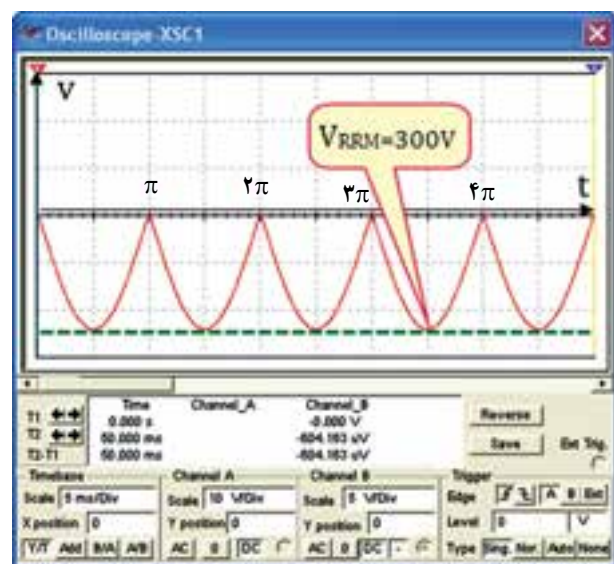 Oscilloscope-XSC1
V
VRRM=300V
π ۲π ۳π ۴π t
Time Channel_A Channel_B
T1 0.000 s -0.000 V
T2 50.000 ms -604.163 uV
T2-T1 50.000 ms -604.163 uV
Reverse
Save Ext Trig.
Timebase Channel A Channel B Trigger
Scale 5 ms/Div Scale 10 V/Div Scale 5 V/Div Edge A B Ext
X position 0 Y position 0 Y position 0 Level 0 V
Y/T Add B/A A/B AC 0 DC AC 0 DC - Type Sing. Nor. Auto None